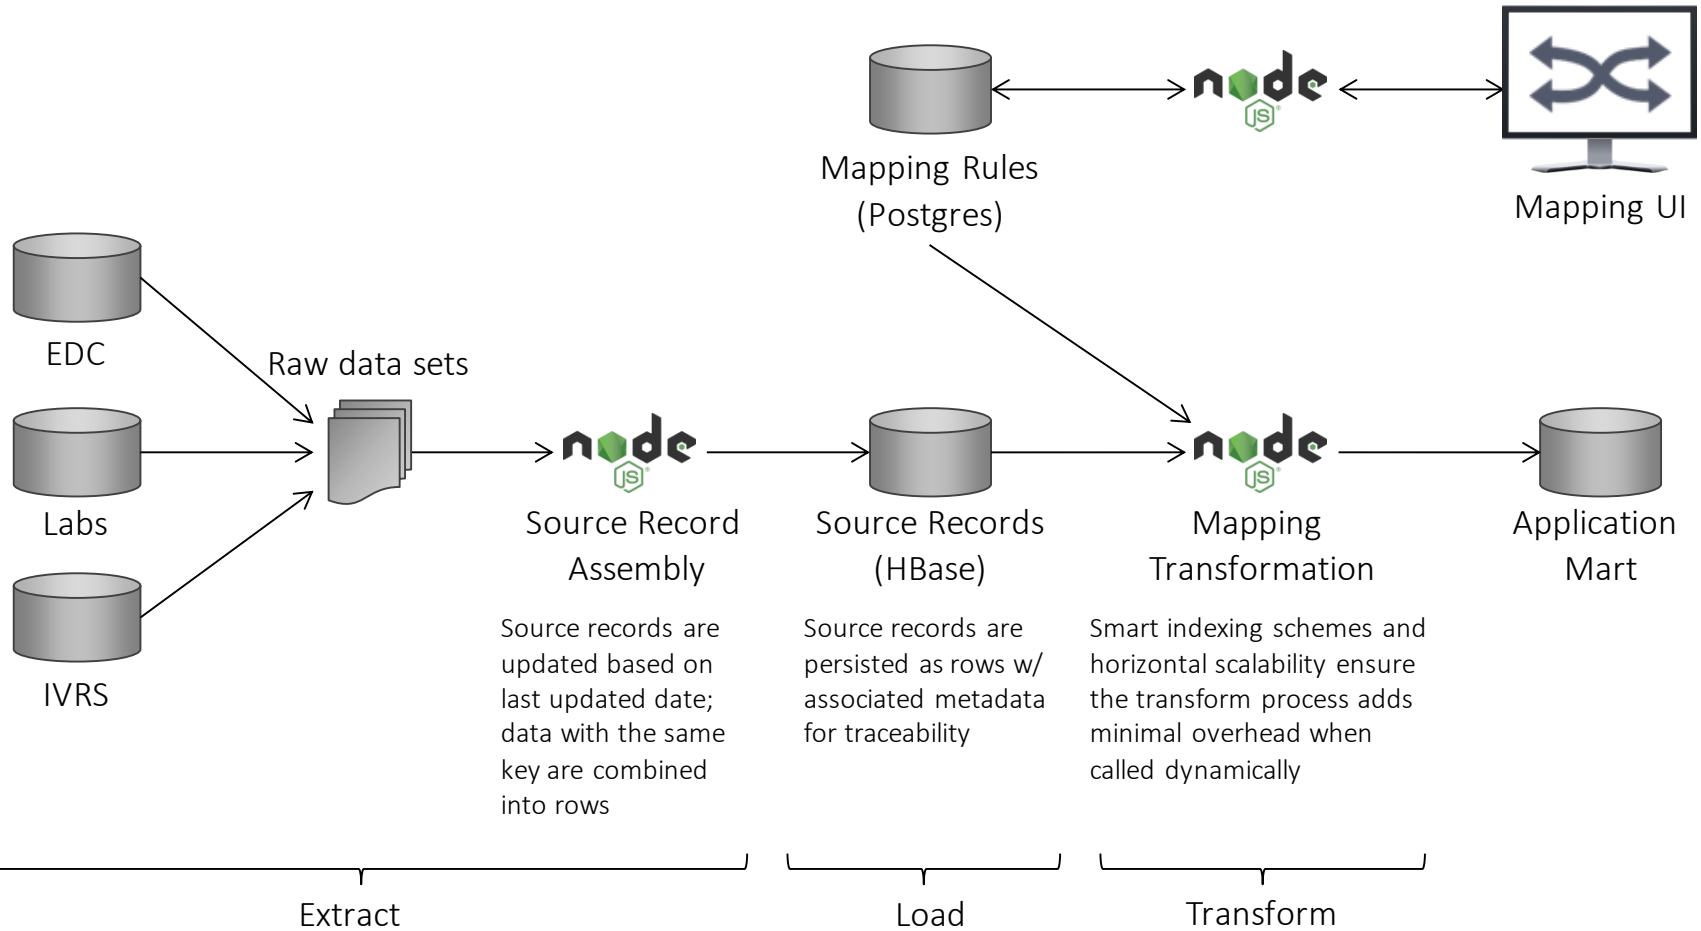 node
JS
Mapping Rules
(Postgres)
Mapping UI
EDC
Raw data sets
Labs
IVRS
node
JS
Source Record
Assembly
Source records are
updated based on
last updated date;
data with the same
key are combined
into rows
Source Records
(HBase)
Source records are
persisted as rows w/
associated metadata
for traceability
node
JS
Mapping
Transformation
Smart indexing schemes and
horizontal scalability ensure
the transform process adds
minimal overhead when
called dynamically
Application
Mart
Extract
Load
Transform